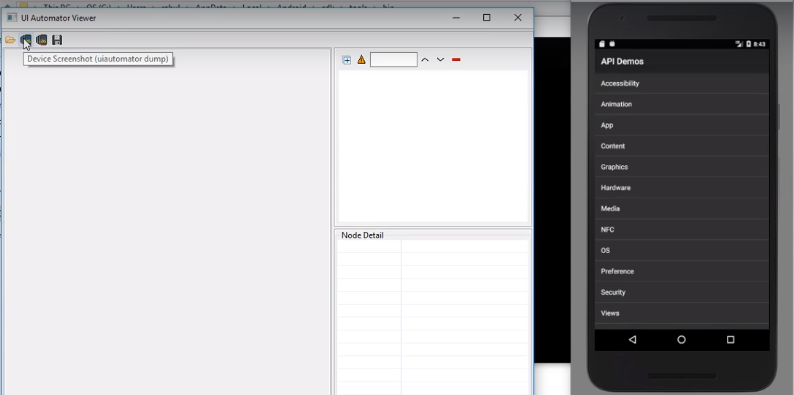 UI Automator Viewer
Device Screenshot (uiautomator dump)
Node Detail
8:43
API Demos
Accessibility
Animation
App
Content
Graphics
Hardware
Media
NFC
OS
Preference
Security
Views